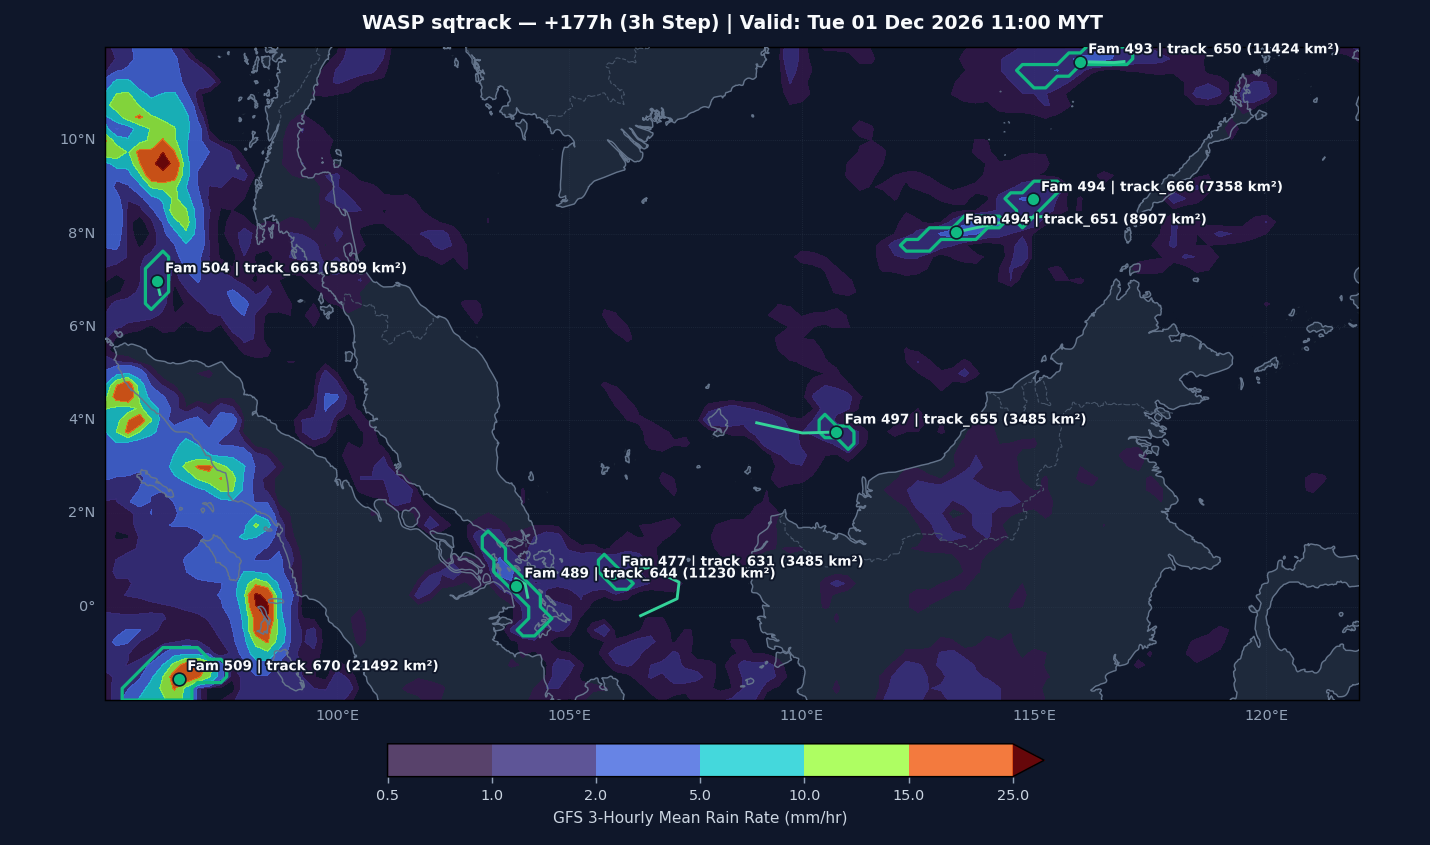 WASP sqtrack — +177h (3h Step) | Valid: Tue 01 Dec 2026 11:00 MYT
Fam 493 | track_650 (11424 km²)
10°N
Fam 494 | track_666 (7358 km²)
Fam 494 | track_651 (8907 km²)
8°N
Fam 504 | track_663 (5809 km²)
6°N
4°N
Fam 497 | track_655 (3485 km²)
2°N
Fam 477 | track_631 (3485 km²)
Fam 489 | track_644 (11230 km²)
0°
Fam 509 | track_670 (21492 km²)
100°E 105°E 110°E 115°E 120°E
0.5 1.0 2.0 5.0 10.0 15.0 25.0
GFS 3-Hourly Mean Rain Rate (mm/hr)